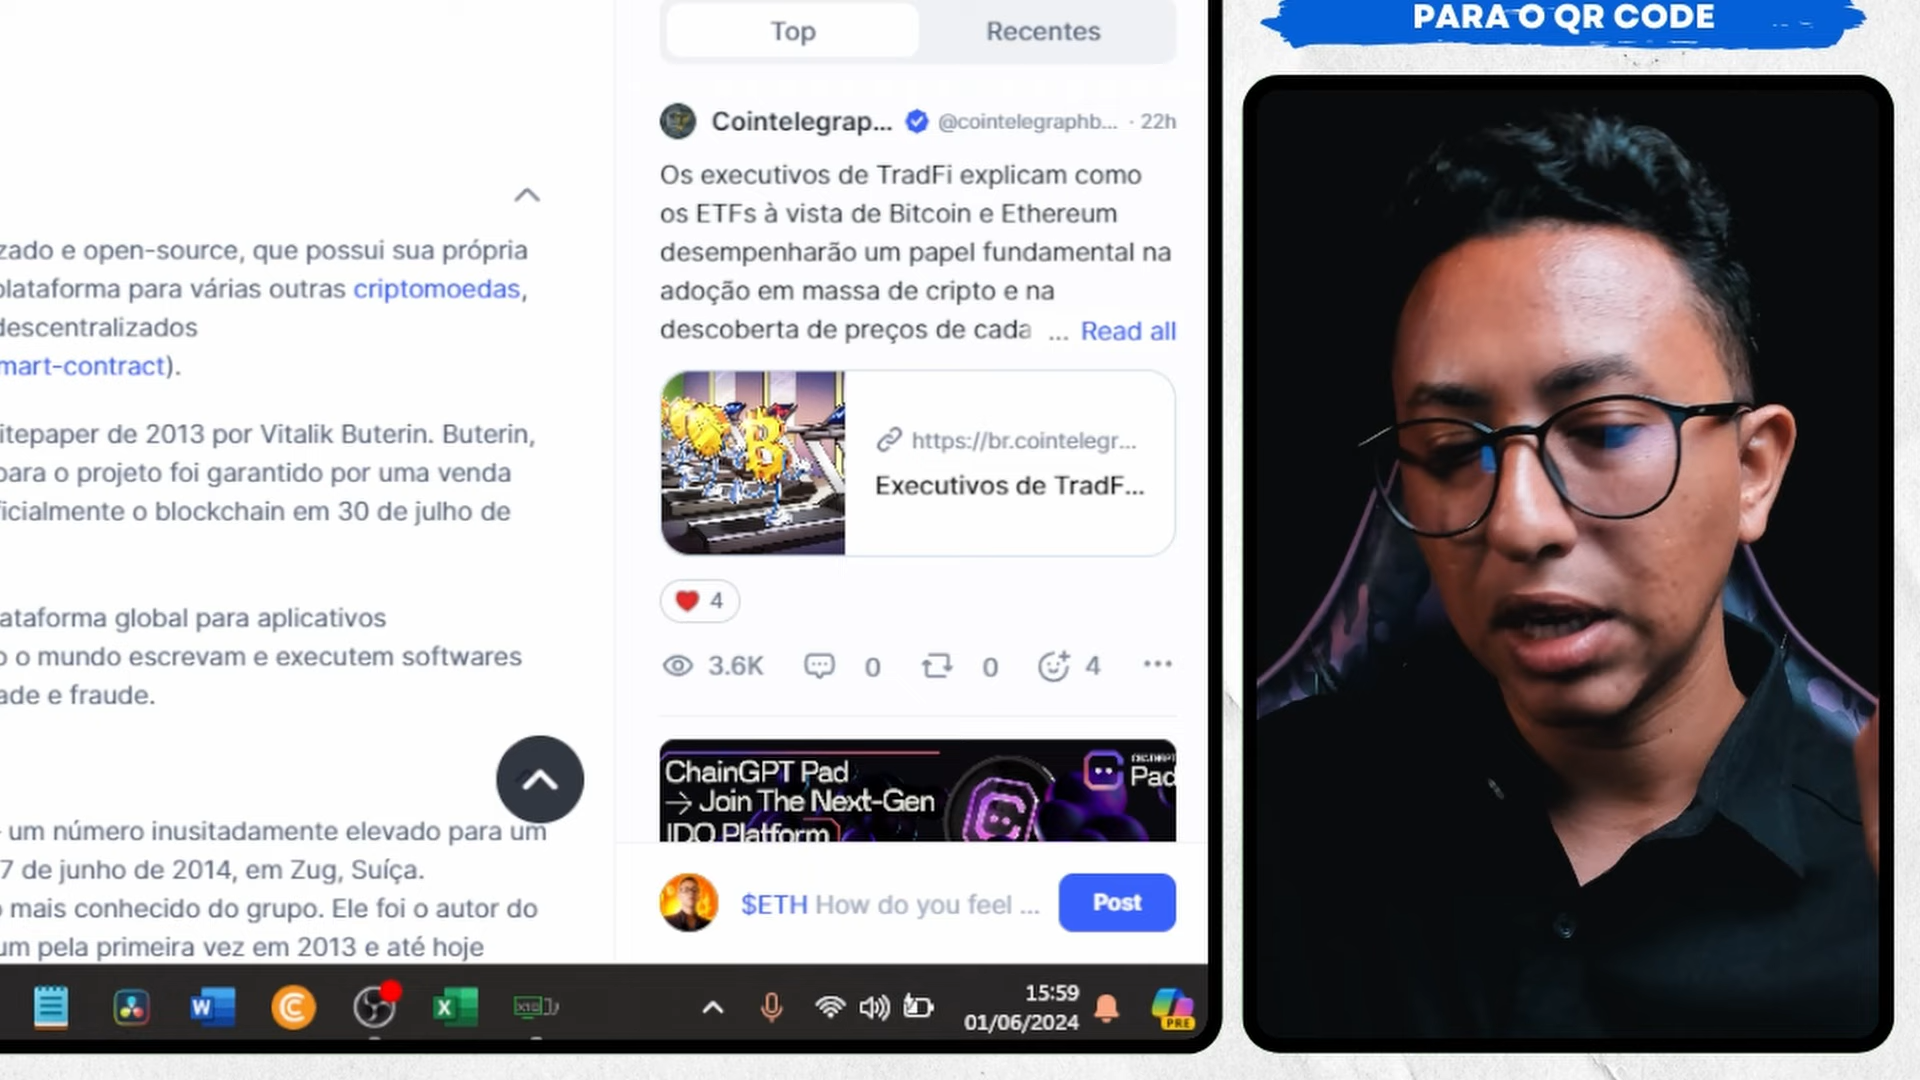 PARA O QR CODE
Top
Recentes
Cointelegrap... @cointelegraphb... · 22h
Os executivos de TradFi explicam como
os ETFs à vista de Bitcoin e Ethereum
desempenharão um papel fundamental na
adoção em massa de cripto e na
descoberta de preços de cada ... Read all
https://br.cointelegr...
Executivos de TradF...
4
3.6K 0 0 4
ChainGPT Pad
→ Join The Next-Gen
IDO Platform
Pad
$ETH How do you feel ...
Post
zado e open-source, que possui sua própria
plataforma para várias outras criptomoedas,
descentralizados
mart-contract).
itepaper de 2013 por Vitalik Buterin. Buterin,
para o projeto foi garantido por uma venda
ficialmente o blockchain em 30 de julho de
ataforma global para aplicativos
o o mundo escrevam e executem softwares
ade e fraude.
um número inusitadamente elevado para um
7 de junho de 2014, em Zug, Suíça.
o mais conhecido do grupo. Ele foi o autor do
um pela primeira vez em 2013 e até hoje
15:59
01/06/2024
PRE